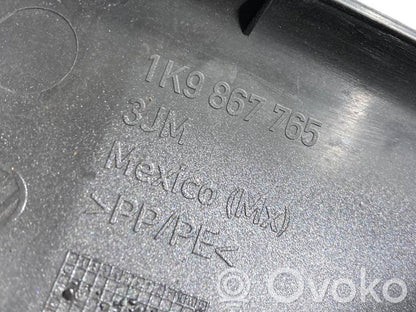 1K9 867 765
3JM
Mexico (MX)
>PP/PE<
Ovoko